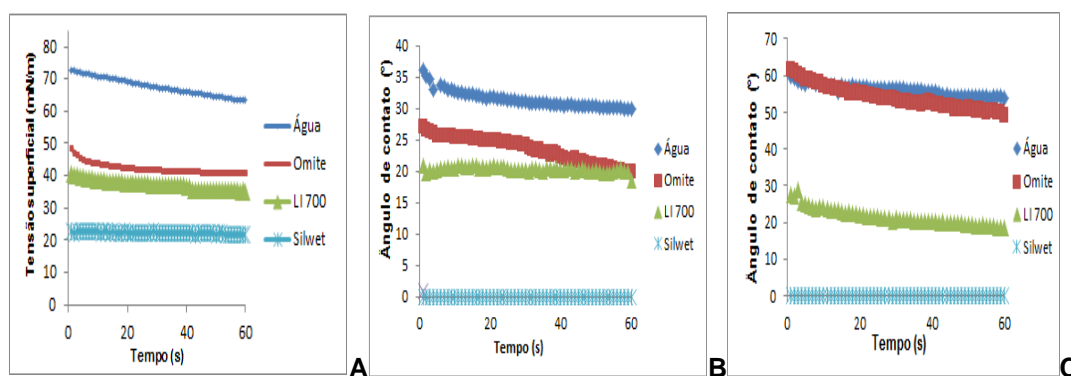 Tensão superficial (mN/m)
80
70
60
50
40
30
20
10
0
0 20 40 60
Tempo (s)
Água
Omite
LI 700
Silwet
A
Ângulo de contato (°)
40
35
30
25
20
15
10
5
0
0 20 40 60
Tempo (s)
Água
Omite
LI 700
Silwet
B
Ângulo de contato (°)
70
60
50
40
30
20
10
0
0 20 40 60
Tempo (s)
Água
Omite
LI 700
Silwet
C